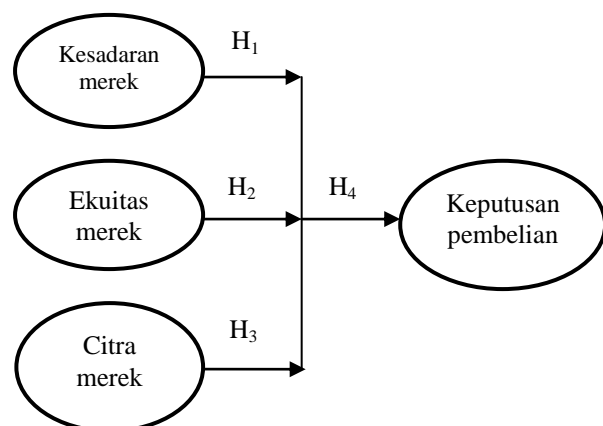 Kesadaran
merek
H₁
Ekuitas
merek
H₂
H₄
Keputusan
pembelian
Citra
merek
H₃